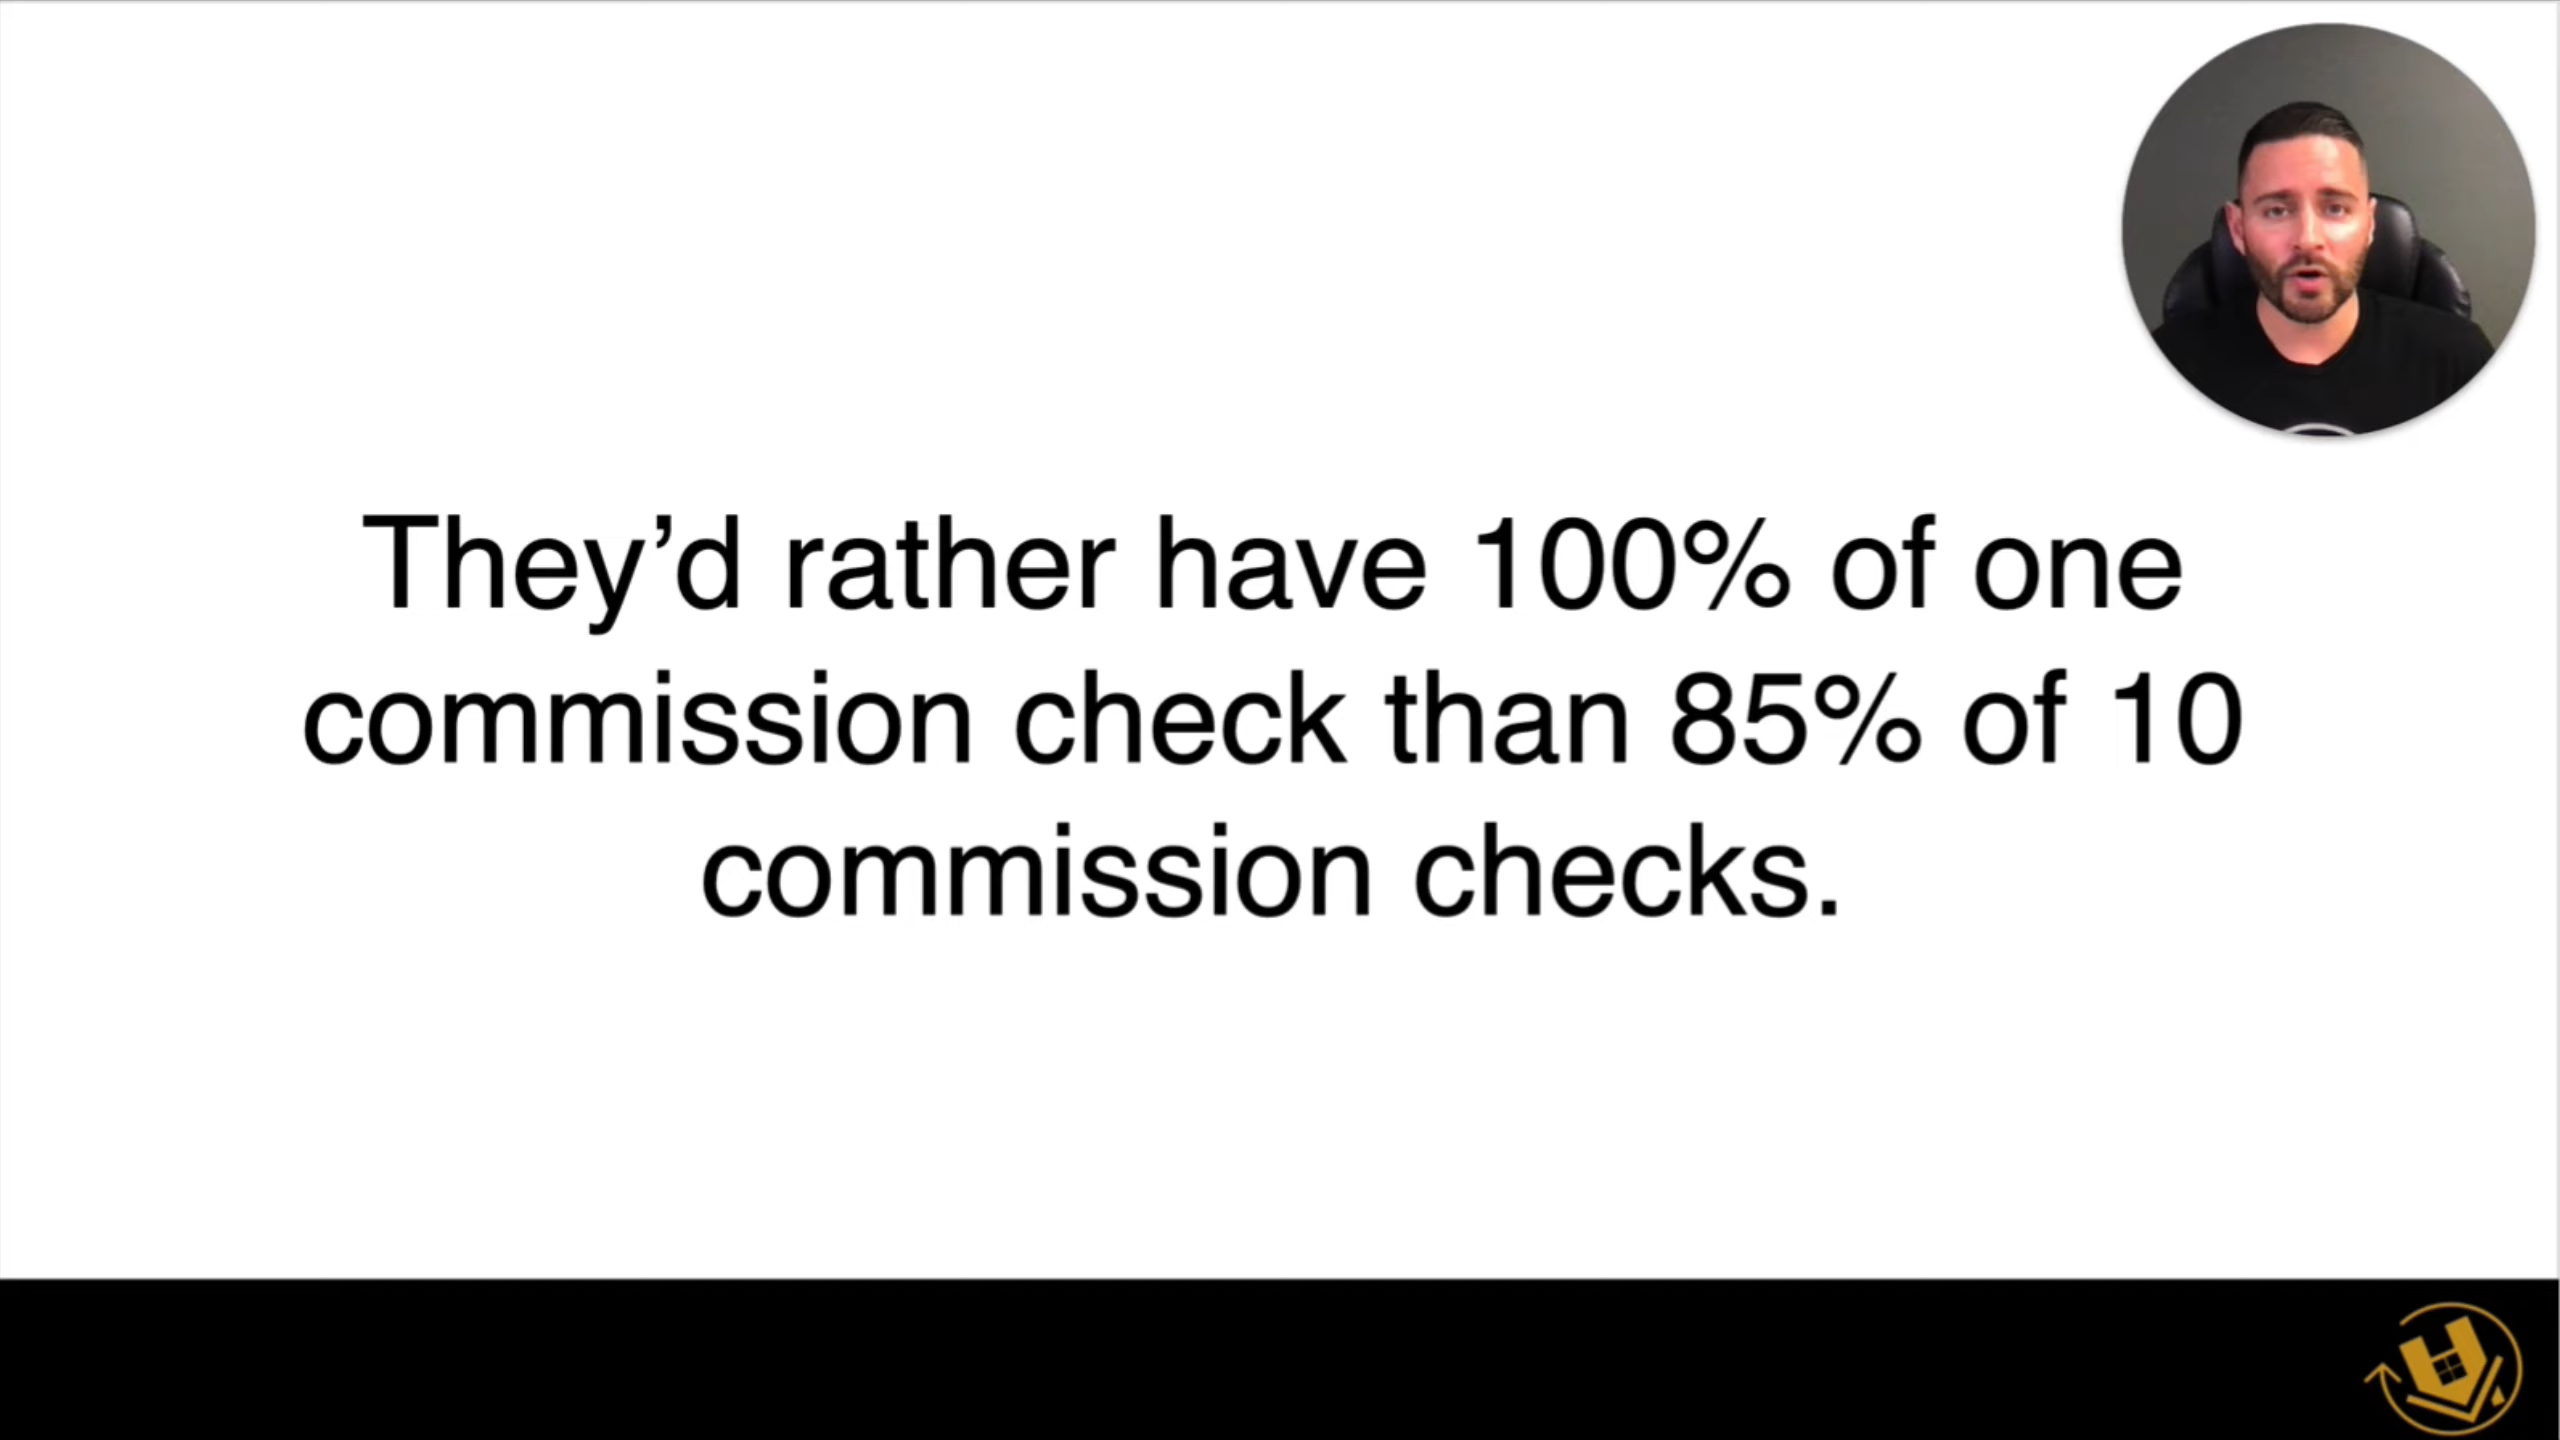 They’d rather have 100% of one
commission check than 85% of 10
commission checks.